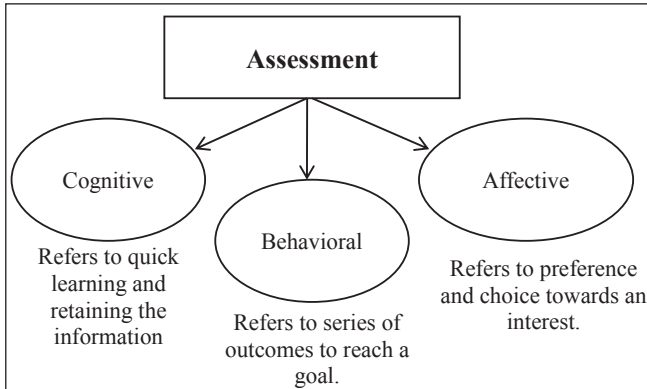 Assessment
Cognitive
Refers to quick
learning and
retaining the
information
Behavioral
Refers to series of
outcomes to reach a
goal.
Affective
Refers to preference
and choice towards an
interest.